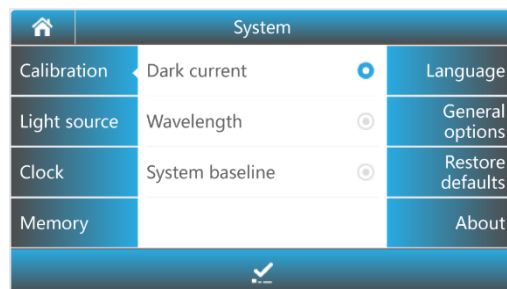 System
Calibration
Dark current
Language
Light source
Wavelength
General
options
Clock
System baseline
Restore
defaults
Memory
About